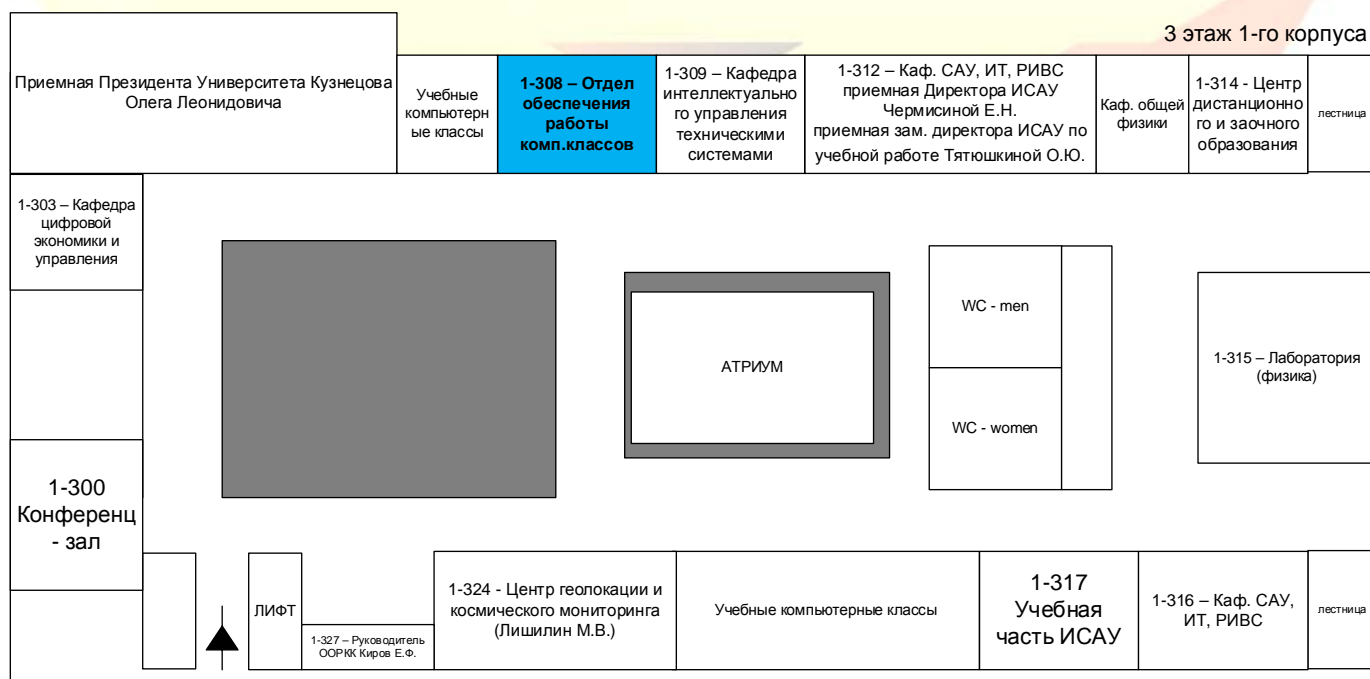 3 этаж 1-го корпуса
Приемная Президента Университета Кузнецова
Олега Леонидовича
Учебные
компьютерн
ые классы
1-308 – Отдел
обеспечения
работы
комп.классов
1-309 – Кафедра
интеллектуально
го управления
техническими
системами
1-312 – Каф. САУ, ИТ, РИВС
приемная Директора ИСАУ
Чермисиной Е.Н.
приемная зам. директора ИСАУ по
учебной работе Тятюшкиной О.Ю.
Каф. общей
физики
1-314 - Центр
дистанционно
го и заочного
образования
лестница
1-303 – Кафедра
цифровой
экономики и
управления
АТРИУМ
WC - men
WC - women
1-315 – Лаборатория
(физика)
1-300
Конференц
- зал
ЛИФТ
1-327 – Руководитель
ООРКК Киров Е.Ф.
1-324 - Центр геолокации и
космического мониторинга
(Лишилин М.В.)
Учебные компьютерные классы
1-317
Учебная
часть ИСАУ
1-316 – Каф. САУ,
ИТ, РИВС
лестница